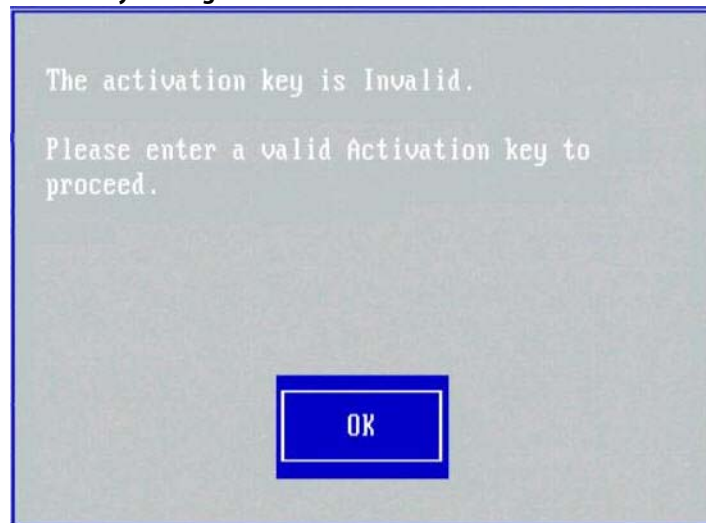 The activation key is Invalid.
Please enter a valid Activation key to
proceed.
OK